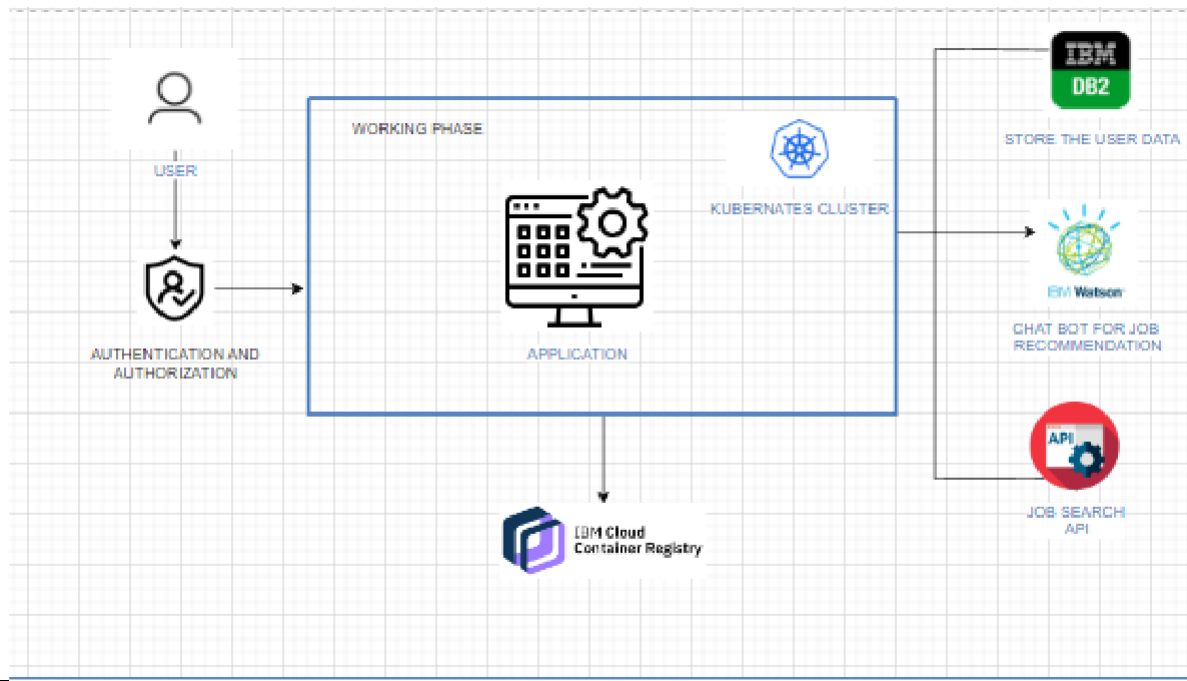 USER
AUTHENTICATION AND
AUTHORIZATION
WORKING PHASE
KUBERNATES CLUSTER
APPLICATION
IBM Cloud
Container Registry
IBM
DB2
STORE THE USER DATA
IBM Watson
CHAT BOT FOR JOB
RECOMMENDATION
API
JOB SEARCH
API